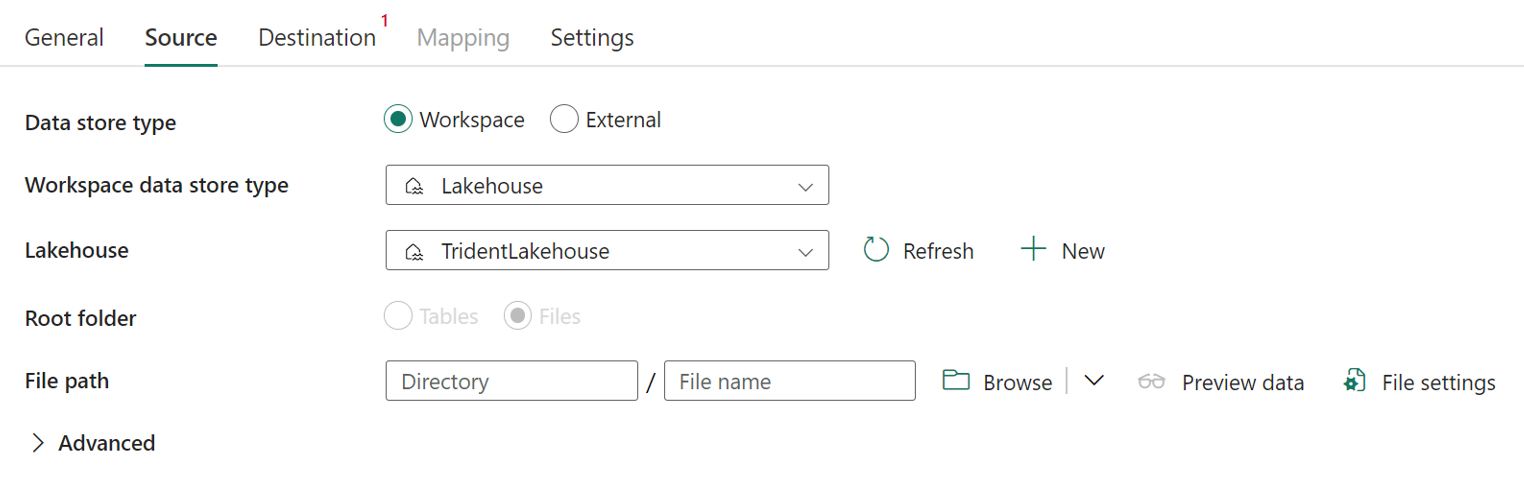 General Source Destination 1 Mapping Settings
Data store type Workspace External
Workspace data store type Lakehouse
Lakehouse TridentLakehouse Refresh New
Root folder Tables Files
File path Directory / File name Browse Preview data File settings
Advanced